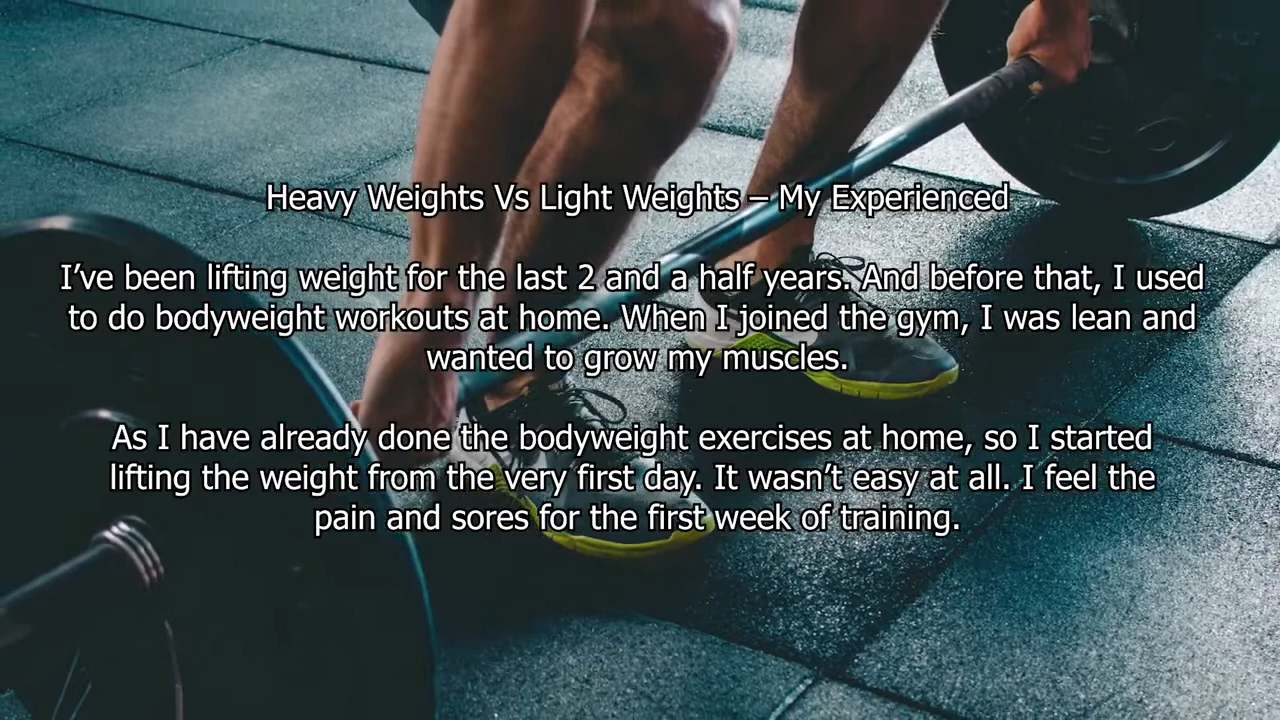 Heavy Weights Vs Light Weights – My Experienced
I’ve been lifting weight for the last 2 and a half years. And before that, I used
to do bodyweight workouts at home. When I joined the gym, I was lean and
wanted to grow my muscles.
As I have already done the bodyweight exercises at home, so I started
lifting the weight from the very first day. It wasn’t easy at all. I feel the
pain and sores for the first week of training.